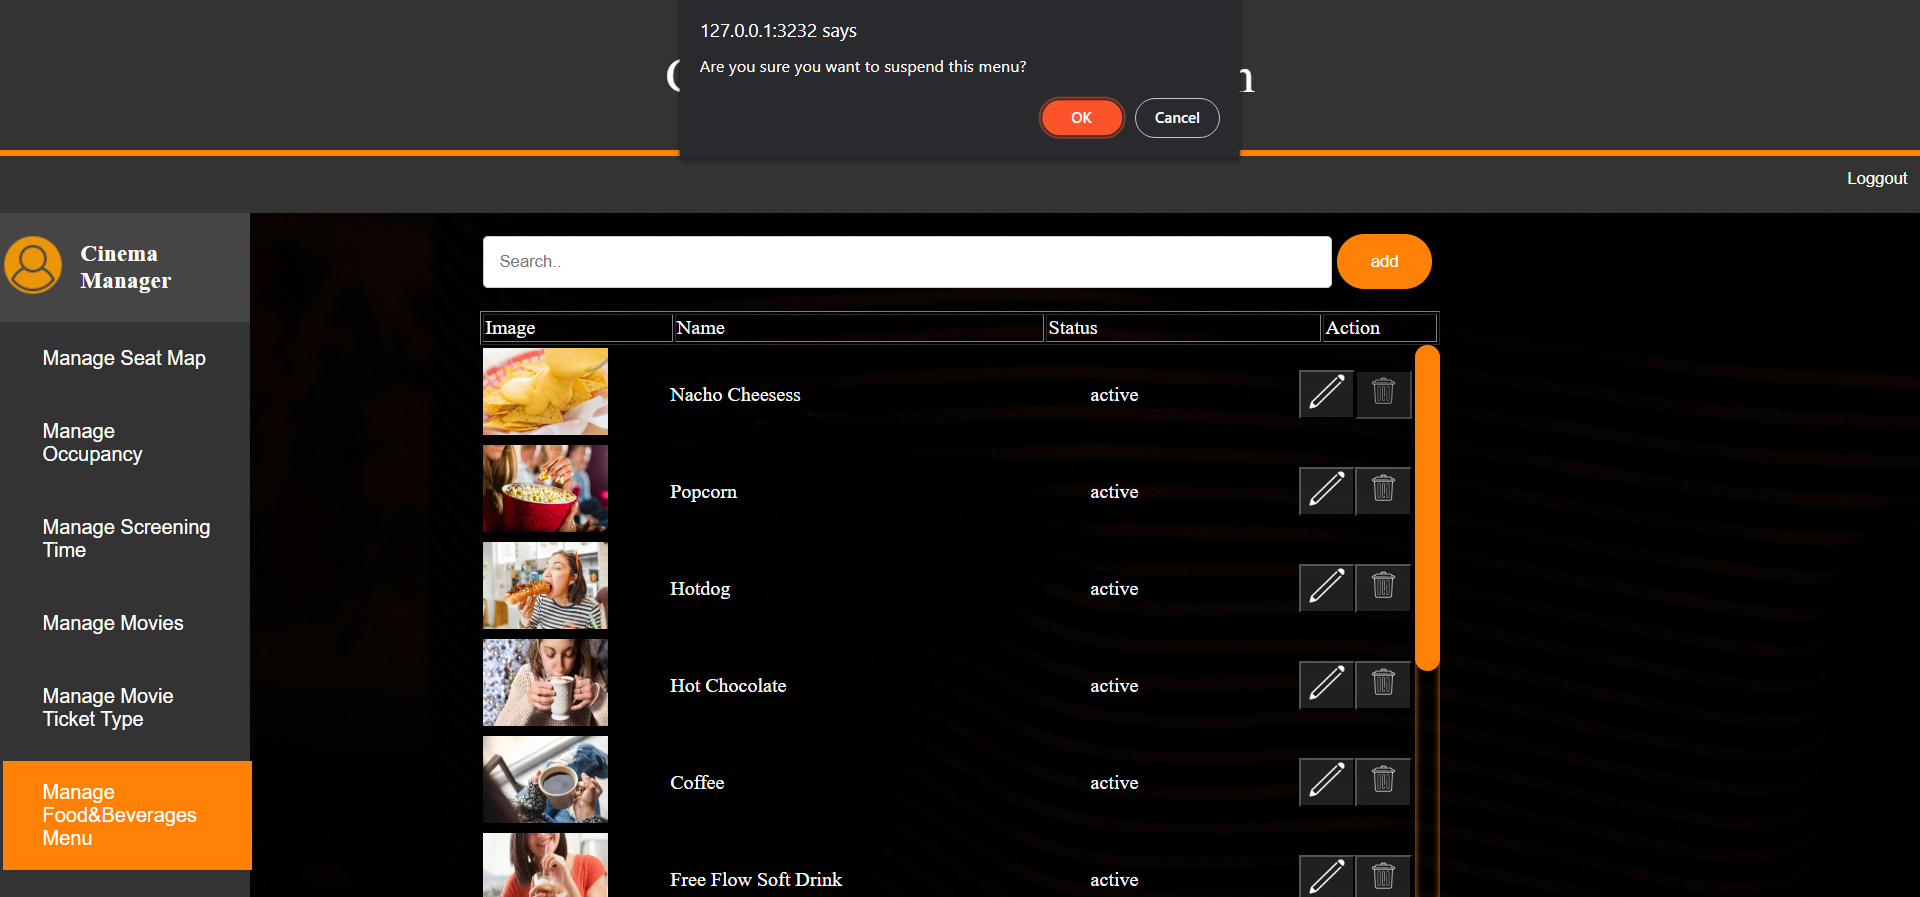 127.0.0.1:3232 says
Are you sure you want to suspend this menu?
OK Cancel
Loggout
Cinema
Manager
Manage Seat Map
Manage
Occupancy
Manage Screening
Time
Manage Movies
Manage Movie
Ticket Type
Manage
Food&Beverages
Menu
Search..
add
Image Name Status Action
Nacho Cheesess active
Popcorn active
Hotdog active
Hot Chocolate active
Coffee active
Free Flow Soft Drink active